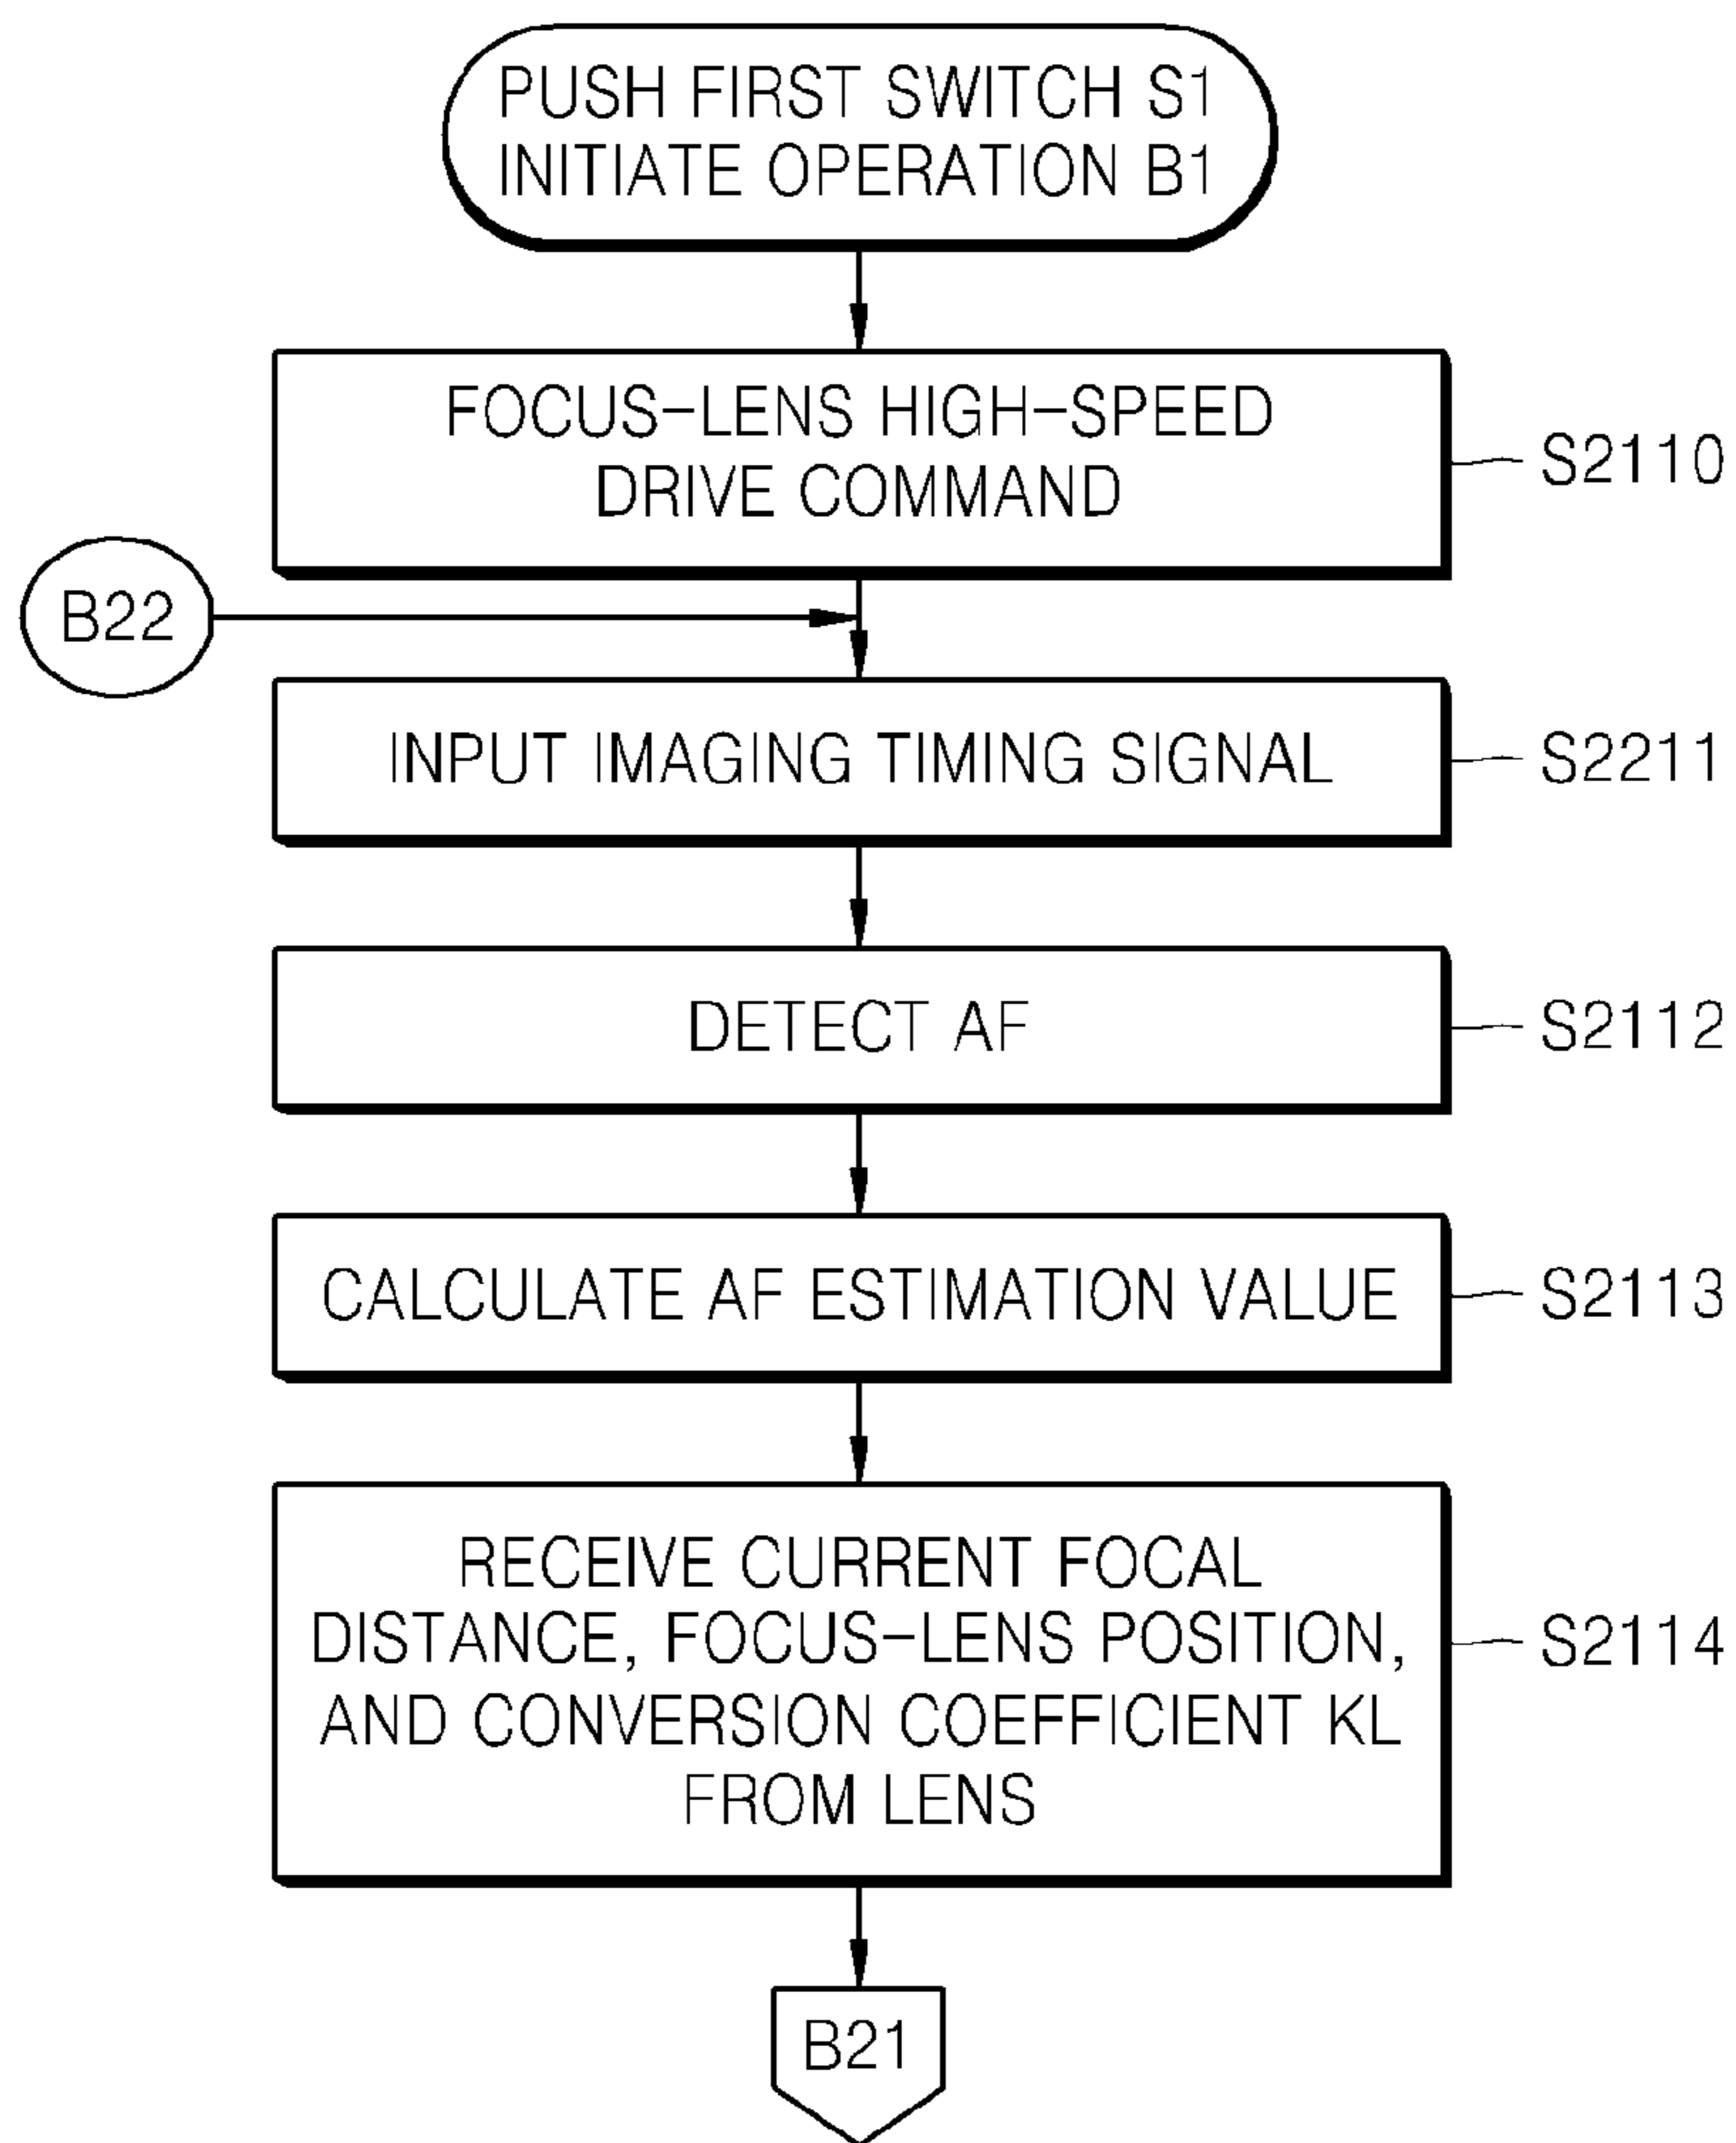 PUSH FIRST SWITCH S1
INITIATE OPERATION B1
FOCUS-LENS HIGH-SPEED
DRIVE COMMAND
S2110
B22
INPUT IMAGING TIMING SIGNAL
S2211
DETECT AF
S2112
CALCULATE AF ESTIMATION VALUE
S2113
RECEIVE CURRENT FOCAL
DISTANCE, FOCUS-LENS POSITION,
AND CONVERSION COEFFICIENT KL
FROM LENS
S2114
B21